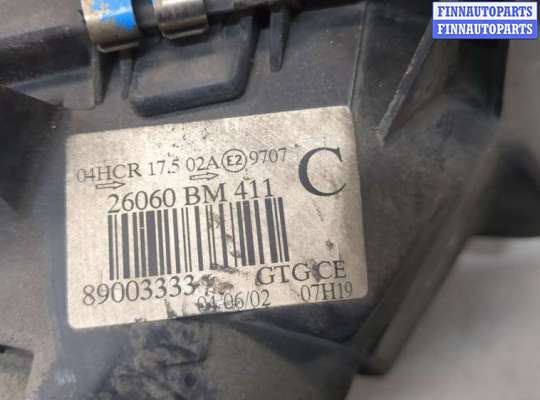 FINNAUTOPARTS
FINNAUTOPARTS
04HCR 17.5 02A E2 9707
26060 BM 411 C
89003333 GTG CE
04/06/02 07H19